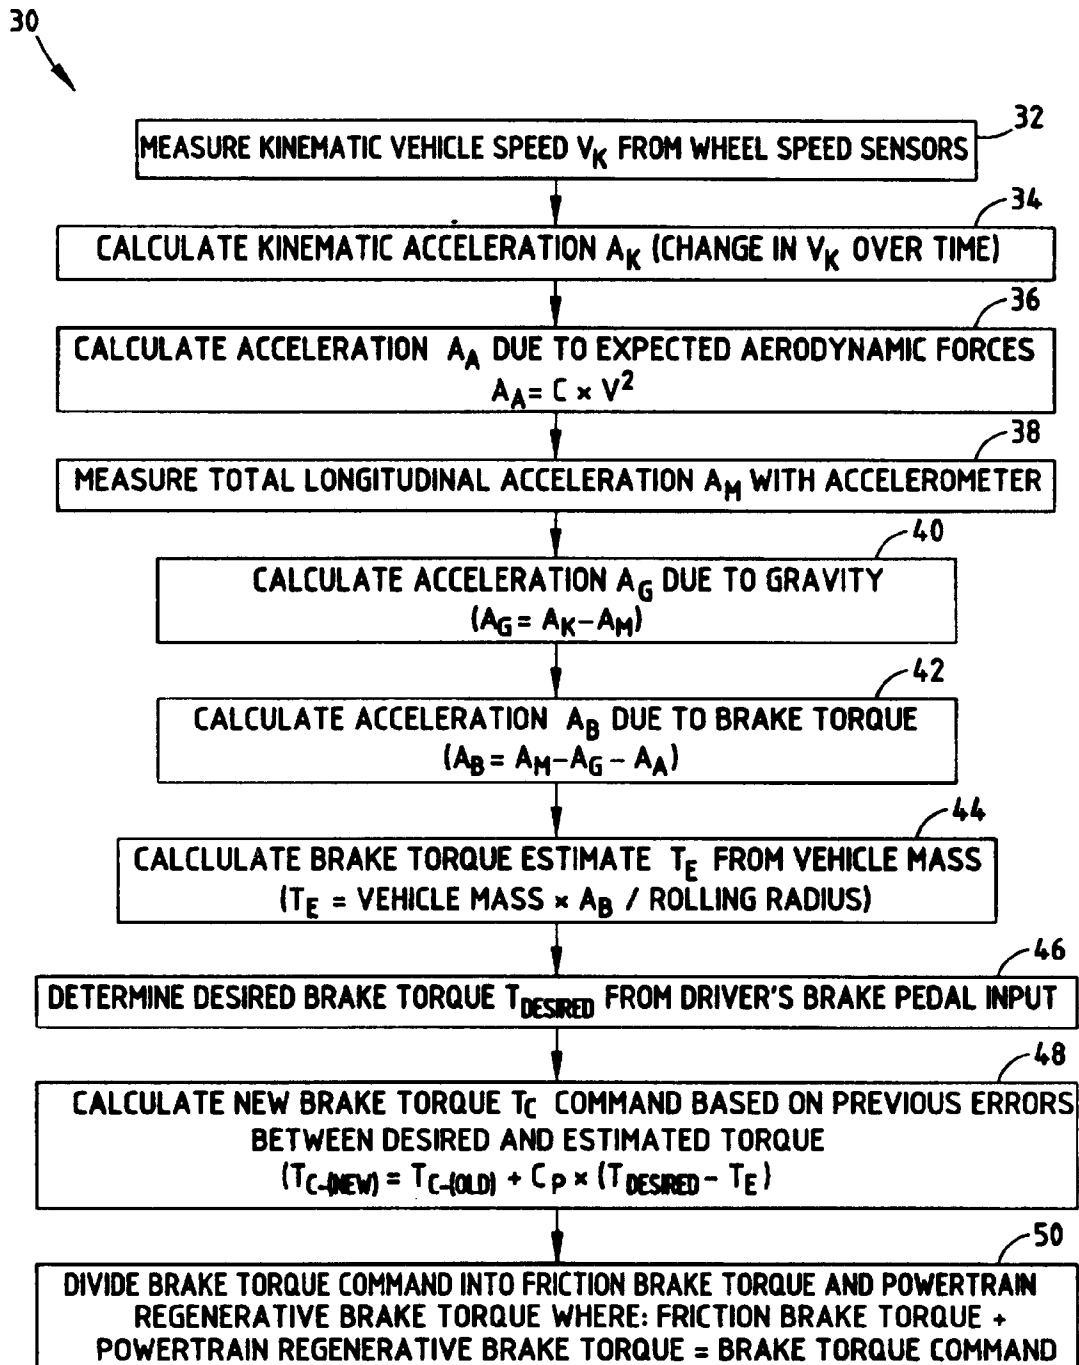 30
32
MEASURE KINEMATIC VEHICLE SPEED V_K FROM WHEEL SPEED SENSORS
34
CALCULATE KINEMATIC ACCELERATION A_K (CHANGE IN V_K OVER TIME)
36
CALCULATE ACCELERATION A_A DUE TO EXPECTED AERODYNAMIC FORCES
A_A = C × V²
38
MEASURE TOTAL LONGITUDINAL ACCELERATION A_M WITH ACCELEROMETER
40
CALCULATE ACCELERATION A_G DUE TO GRAVITY
(A_G = A_K – A_M)
42
CALCULATE ACCELERATION A_B DUE TO BRAKE TORQUE
(A_B = A_M – A_G – A_A)
44
CALCLULATE BRAKE TORQUE ESTIMATE T_E FROM VEHICLE MASS
(T_E = VEHICLE MASS × A_B / ROLLING RADIUS)
46
DETERMINE DESIRED BRAKE TORQUE T_DESIRED FROM DRIVER'S BRAKE PEDAL INPUT
48
CALCULATE NEW BRAKE TORQUE T_C COMMAND BASED ON PREVIOUS ERRORS
BETWEEN DESIRED AND ESTIMATED TORQUE
(T_C-(NEW) = T_C-(OLD) + C_P × (T_DESIRED – T_E)
50
DIVIDE BRAKE TORQUE COMMAND INTO FRICTION BRAKE TORQUE AND POWERTRAIN
REGENERATIVE BRAKE TORQUE WHERE: FRICTION BRAKE TORQUE +
POWERTRAIN REGENERATIVE BRAKE TORQUE = BRAKE TORQUE COMMAND